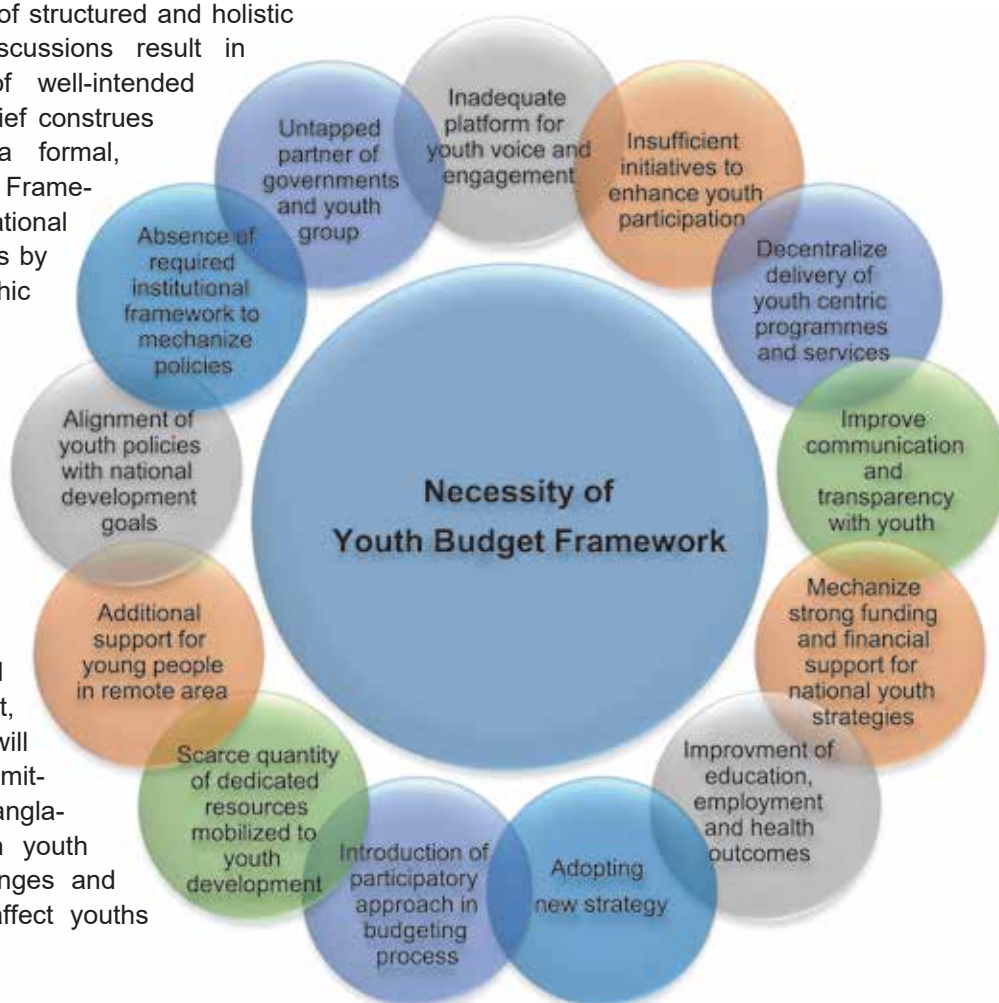 of structured and holistic
scussions result in
of well-intended
ief construes
a formal,
Frame-
ational
s by
hic
t,
will
mit-
angla-
youth
nges and
affect youths
Inadequate
platform for
youth voice and
engagement
Insufficient
initiatives to
enhance youth
participation
Decentralize
delivery of
youth centric
programmes
and services
Improve
communication
and
transparency
with youth
Mechanize
strong funding
and financial
support for
national youth
strategies
Improvment of
education,
employment
and health
outcomes
Adopting
new strategy
Introduction of
participatory
approach in
budgeting
process
Scarce quantity
of dedicated
resources
mobilized to
youth
development
Additional
support for
young people
in remote area
Alignment of
youth policies
with national
development
goals
Absence of
required
institutional
framework to
mechanize
policies
Untapped
partner of
governments
and youth
group
Necessity of
Youth Budget Framework